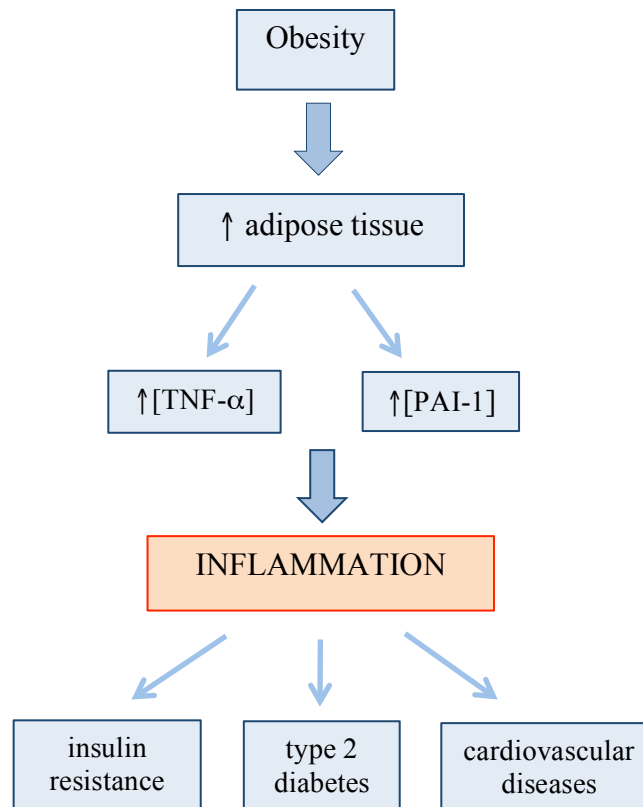 Obesity
↑ adipose tissue
↑[TNF-α]
↑[PAI-1]
INFLAMMATION
insulin
resistance
type 2
diabetes
cardiovascular
diseases